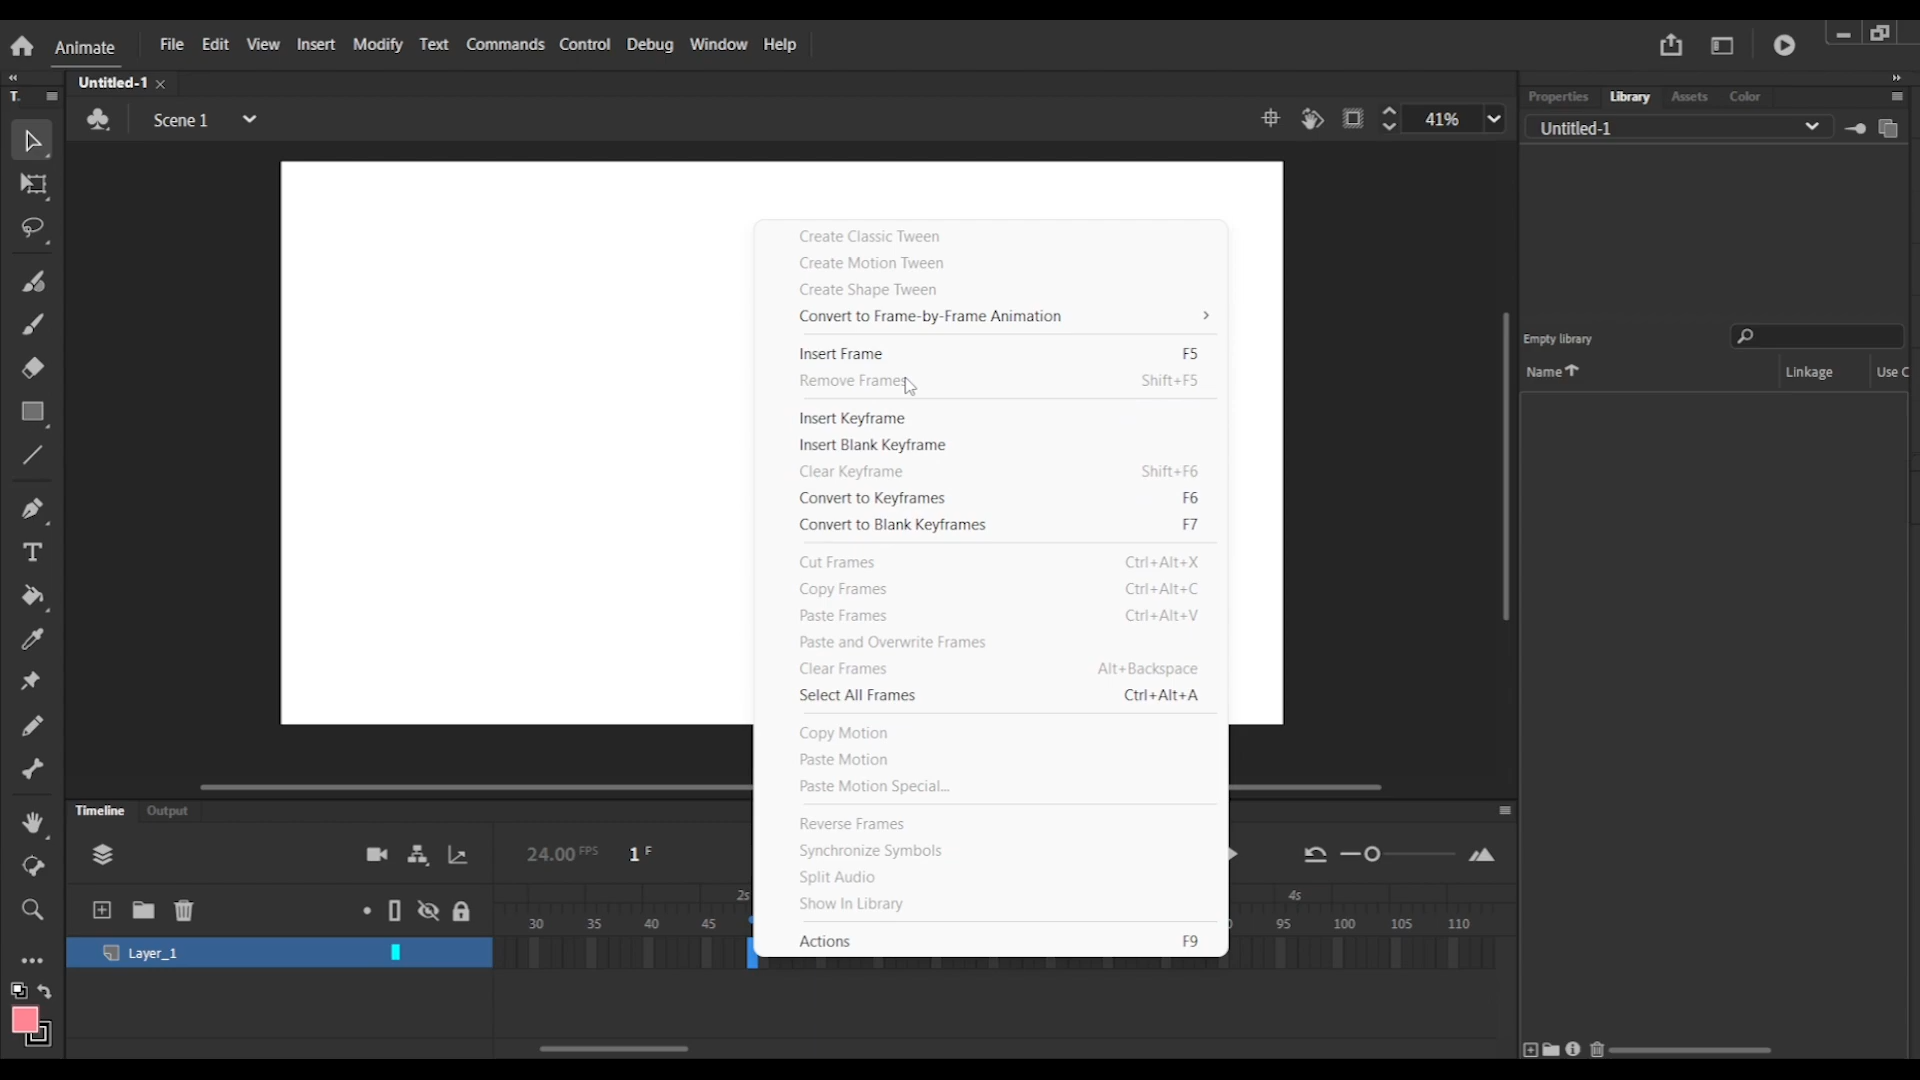 Animate File Edit View Insert Modify Text Commands Control Debug Window Help
Untitled-1
T.
Scene 1
41%
Properties Library Assets Color
Untitled-1
Empty library
Name Linkage Use C
Create Classic Tween
Create Motion Tween
Create Shape Tween
Convert to Frame-by-Frame Animation
Insert Frame F5
Remove Frames Shift+F5
Insert Keyframe
Insert Blank Keyframe
Clear Keyframe Shift+F6
Convert to Keyframes F6
Convert to Blank Keyframes F7
Cut Frames Ctrl+Alt+X
Copy Frames Ctrl+Alt+C
Paste Frames Ctrl+Alt+V
Paste and Overwrite Frames
Clear Frames Alt+Backspace
Select All Frames Ctrl+Alt+A
Copy Motion
Paste Motion
Paste Motion Special...
Reverse Frames
Synchronize Symbols
Split Audio
Show In Library
Actions F9
Timeline Output
24.00 FPS 1 F
2s 4s
30 35 40 45 95 100 105 110
Layer_1